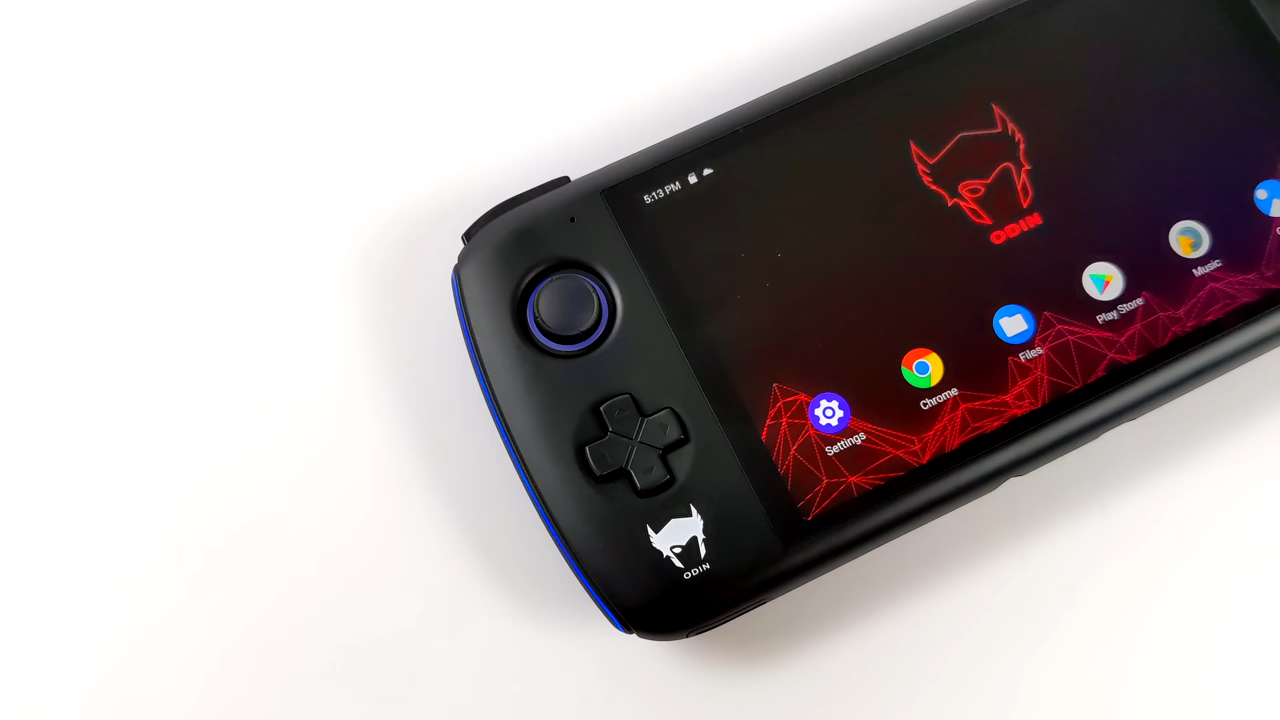 5:13 PM
ODIN
Settings
Chrome
Files
Play Store
Music
ODIN